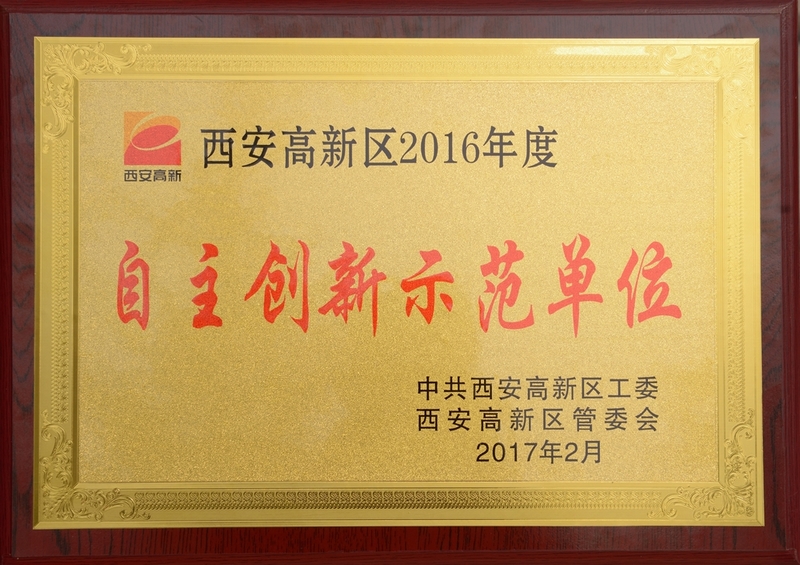 西安高新区2016年度
西安高新
自主创新示范单位
中共西安高新区工委
西安高新区管委会
2017年2月